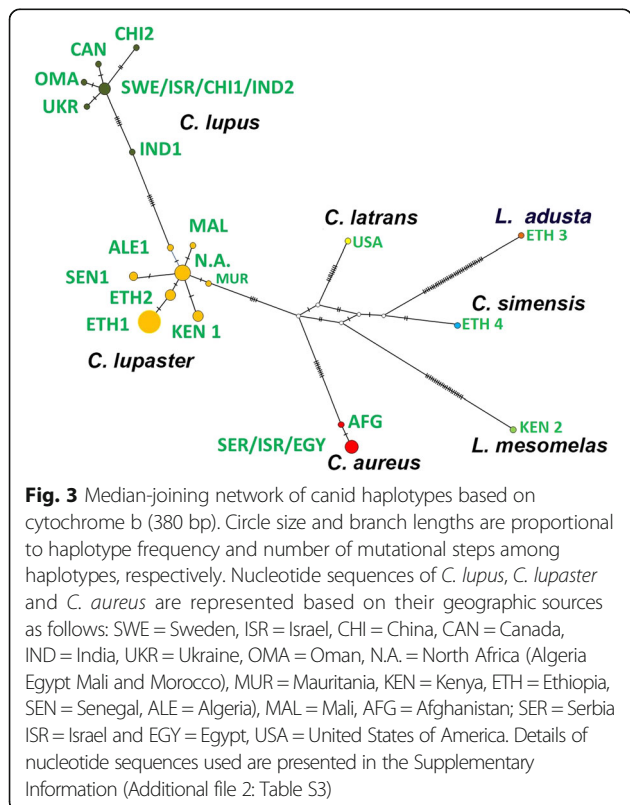 CHI2
CAN
OMA
SWE/ISR/CHI1/IND2
UKR
C. lupus
IND1
MAL
ALE1
N.A.
SEN1
MUR
ETH2
ETH1
KEN 1
C. lupaster
C. latrans
USA
L. adusta
ETH 3
C. simensis
ETH 4
KEN 2
L. mesomelas
AFG
SER/ISR/EGY
C. aureus
Fig. 3 Median-joining network of canid haplotypes based on
cytochrome b (380 bp). Circle size and branch lengths are proportional
to haplotype frequency and number of mutational steps among
haplotypes, respectively. Nucleotide sequences of C. lupus, C. lupaster
and C. aureus are represented based on their geographic sources
as follows: SWE = Sweden, ISR = Israel, CHI = China, CAN = Canada,
IND = India, UKR = Ukraine, OMA = Oman, N.A. = North Africa (Algeria
Egypt Mali and Morocco), MUR = Mauritania, KEN = Kenya, ETH = Ethiopia,
SEN = Senegal, ALE = Algeria), MAL = Mali, AFG = Afghanistan; SER = Serbia
ISR = Israel and EGY = Egypt, USA = United States of America. Details of
nucleotide sequences used are presented in the Supplementary
Information (Additional file 2: Table S3)